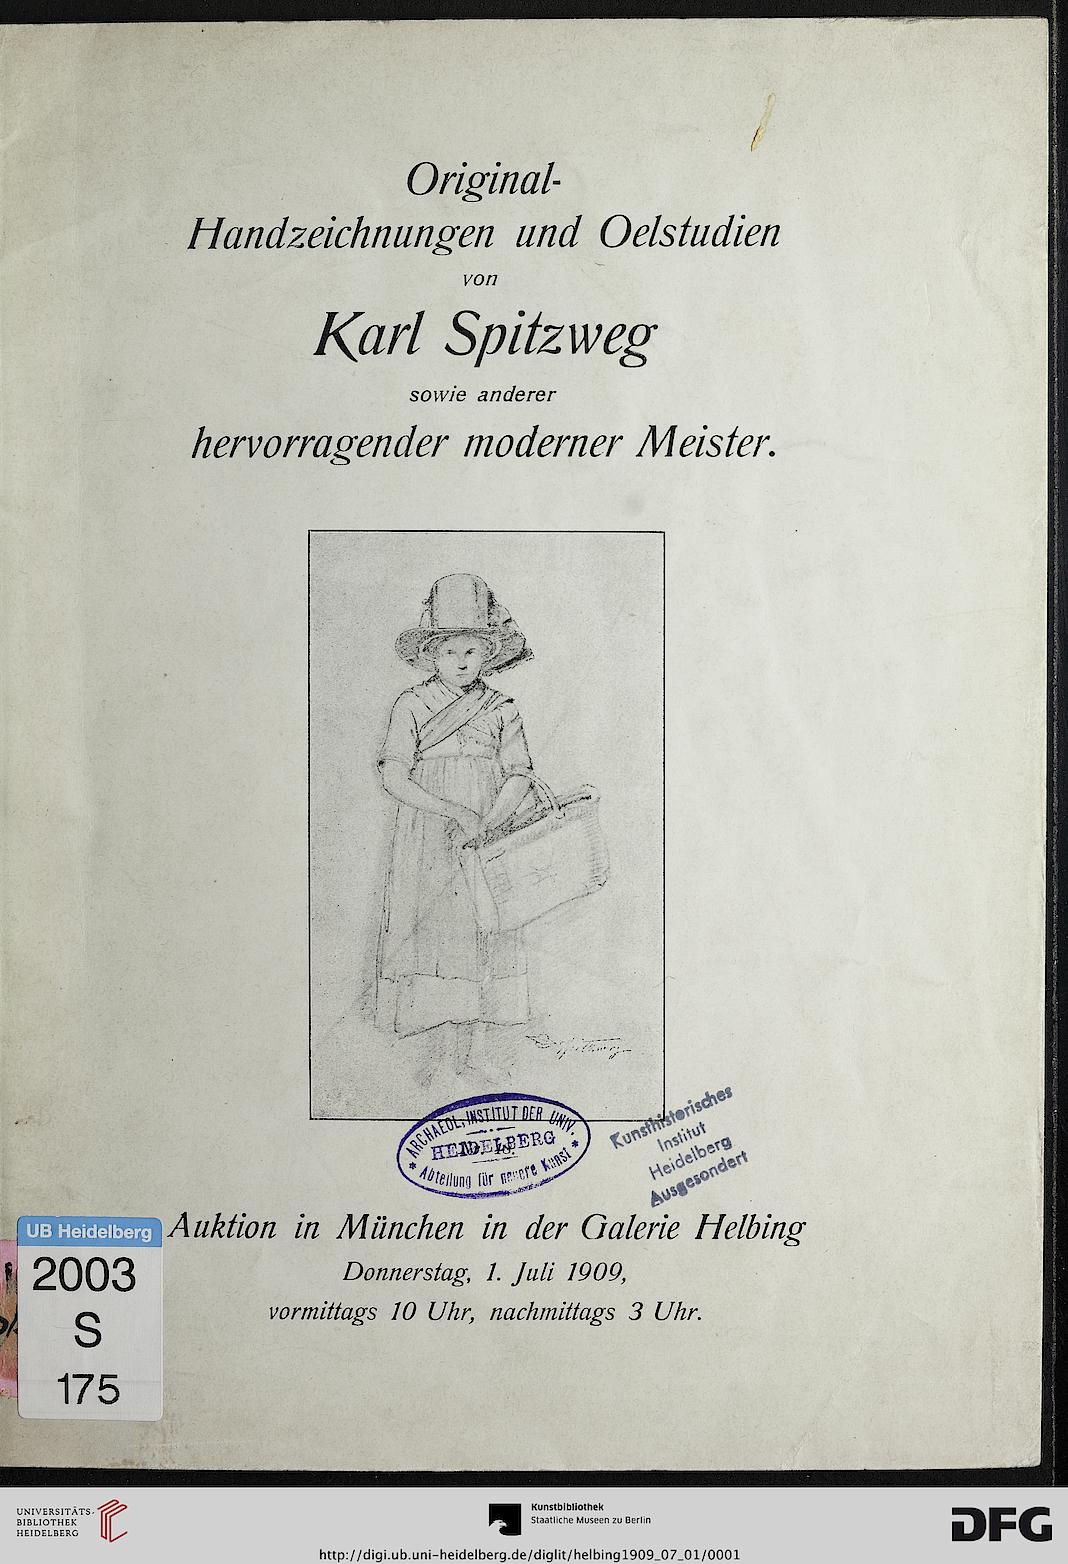 Original-
Handzeichnungen und Oelstudien
von
Karl Spitzweg
sowie anderer
hervorragender moderner Meister.
ARCHAEOL. INSTITUT DER UNIV.
HEIDELBERG
* Abteilung für neuere Kunst *
Kunsthistorisches
Institut
Heidelberg
Ausgesondert
Auktion in München in der Galerie Helbing
Donnerstag, 1. Juli 1909,
vormittags 10 Uhr, nachmittags 3 Uhr.
UB Heidelberg
2003
S
175
UNIVERSITÄTS-
BIBLIOTHEK
HEIDELBERG
Kunstbibliothek
Staatliche Museen zu Berlin
DFG
http://digi.ub.uni-heidelberg.de/diglit/helbing1909_07_01/0001